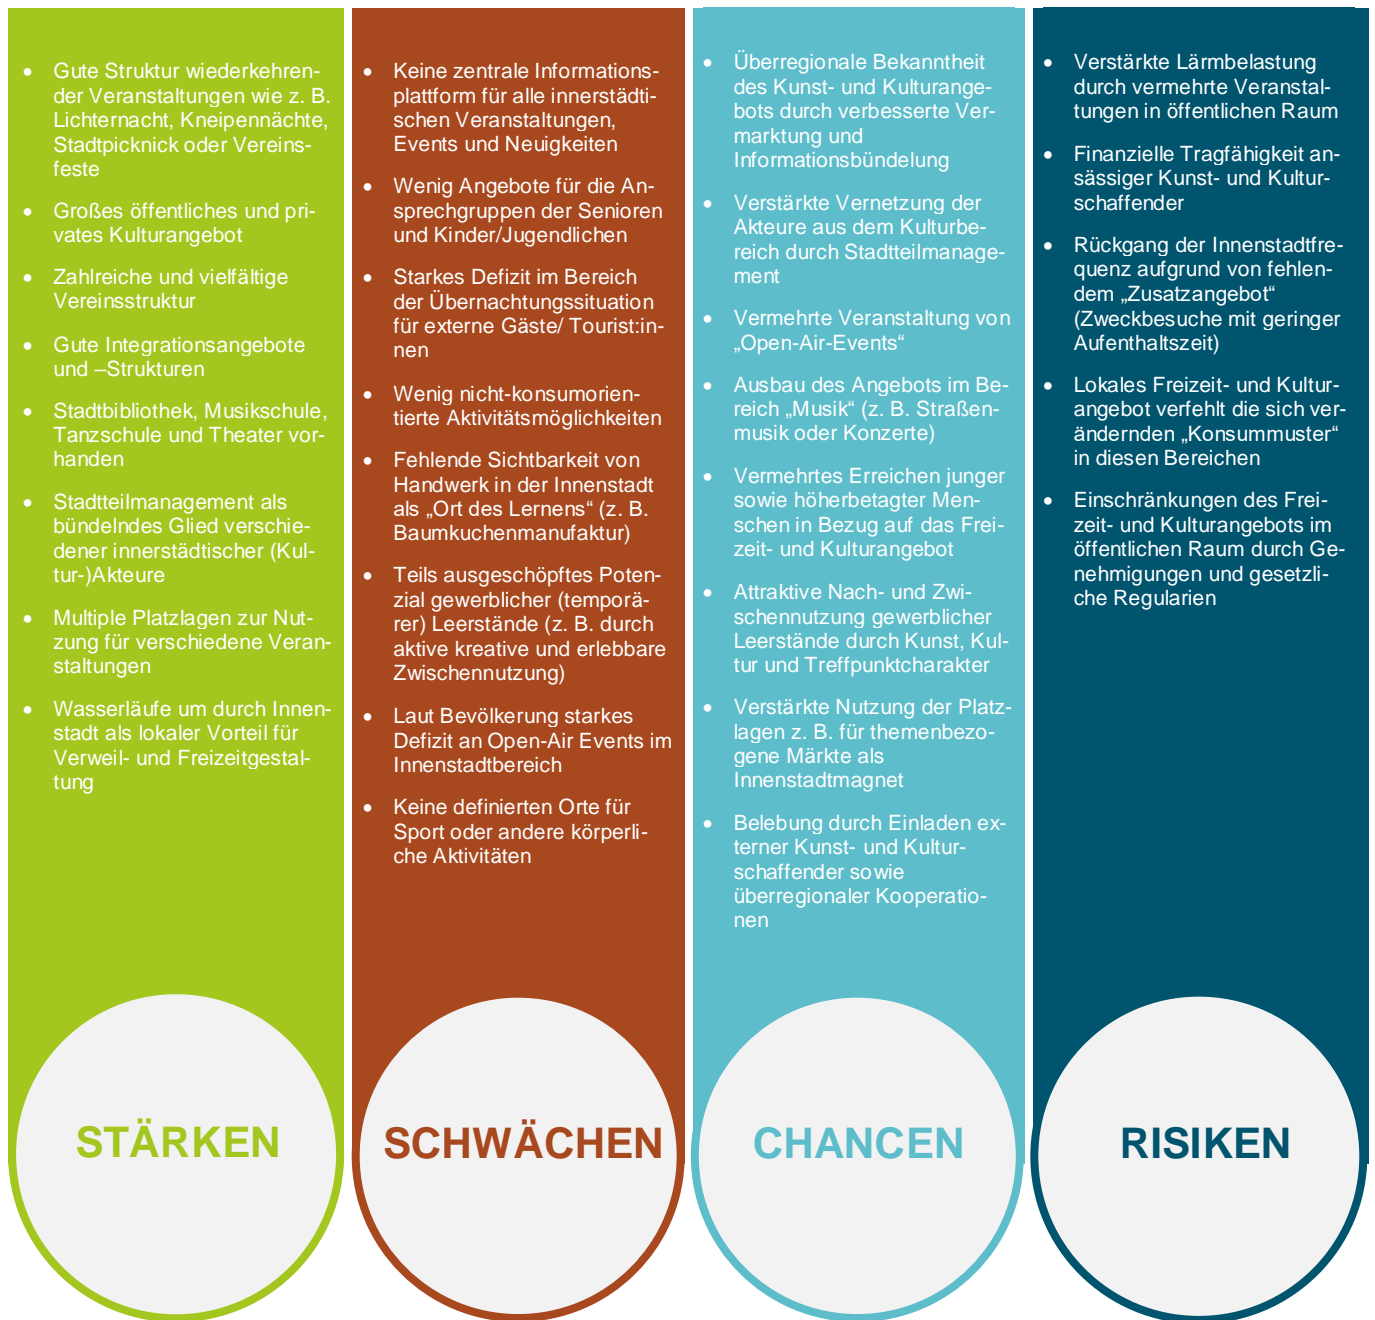 Gute Struktur wiederkehren-
der Veranstaltungen wie z. B.
Lichternacht, Kneipennächte,
Stadtpicknick oder Vereins-
feste
Großes öffentliches und pri-
vates Kulturangebot
Zahlreiche und vielfältige
Vereinsstruktur
Gute Integrationsangebote
und –Strukturen
Stadtbibliothek, Musikschule,
Tanzschule und Theater vor-
handen
Stadtteilmanagement als
bündelndes Glied verschie-
dener innerstädtischer (Kul-
tur-)Akteure
Multiple Platzlagen zur Nut-
zung für verschiedene Veran-
staltungen
Wasserläufe um durch Innen-
stadt als lokaler Vorteil für
Verweil- und Freizeitgestal-
tung
STÄRKEN
Keine zentrale Informations-
plattform für alle innerstädti-
schen Veranstaltungen,
Events und Neuigkeiten
Wenig Angebote für die An-
sprechgruppen der Senioren
und Kinder/Jugendlichen
Starkes Defizit im Bereich
der Übernachtungssituation
für externe Gäste/ Tourist:in-
nen
Wenig nicht-konsumorien-
tierte Aktivitätsmöglichkeiten
Fehlende Sichtbarkeit von
Handwerk in der Innenstadt
als „Ort des Lernens“ (z. B.
Baumkuchenmanufaktur)
Teils ausgeschöpftes Poten-
zial gewerblicher (temporä-
rer) Leerstände (z. B. durch
aktive kreative und erlebbare
Zwischennutzung)
Laut Bevölkerung starkes
Defizit an Open-Air Events im
Innenstadtbereich
Keine definierten Orte für
Sport oder andere körperli-
che Aktivitäten
SCHWÄCHEN
Überregionale Bekanntheit
des Kunst- und Kulturange-
bots durch verbesserte Ver-
marktung und
Informationsbündelung
Verstärkte Vernetzung der
Akteure aus dem Kulturbe-
reich durch Stadtteilmanage-
ment
Vermehrte Veranstaltung von
„Open-Air-Events“
Ausbau des Angebots im Be-
reich „Musik“ (z. B. Straßen-
musik oder Konzerte)
Vermehrtes Erreichen junger
sowie höherbetagter Men-
schen in Bezug auf das Frei-
zeit- und Kulturangebot
Attraktive Nach- und Zwi-
schennutzung gewerblicher
Leerstände durch Kunst, Kul-
tur und Treffpunktcharakter
Verstärkte Nutzung der Platz-
lagen z. B. für themenbezo-
gene Märkte als
Innenstadtmagnet
Belebung durch Einladen ex-
terner Kunst- und Kultur-
schaffender sowie
überregionaler Kooperatio-
nen
CHANCEN
Verstärkte Lärmbelastung
durch vermehrte Veranstal-
tungen in öffentlichen Raum
Finanzielle Tragfähigkeit an-
sässiger Kunst- und Kultur-
schaffender
Rückgang der Innenstadtfre-
quenz aufgrund von fehlen-
dem „Zusatzangebot“
(Zweckbesuche mit geringer
Aufenthaltszeit)
Lokales Freizeit- und Kultur-
angebot verfehlt die sich ver-
ändernden „Konsummuster“
in diesen Bereichen
Einschränkungen des Frei-
zeit- und Kulturangebots im
öffentlichen Raum durch Ge-
nehmigungen und gesetzli-
che Regularien
RISIKEN